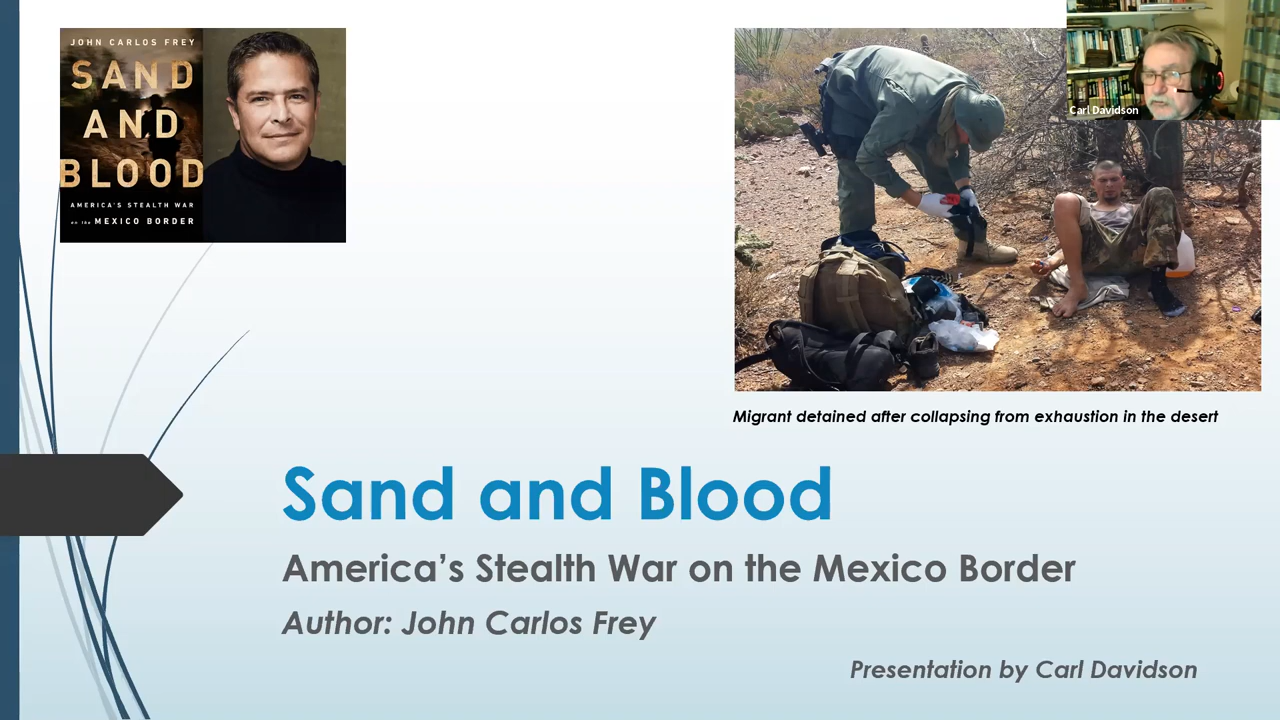 JOHN CARLOS FREY
SAND
AND
BLOOD
AMERICA'S STEALTH WAR
on the MEXICO BORDER
Carl Davidson
Migrant detained after collapsing from exhaustion in the desert
Sand and Blood
America’s Stealth War on the Mexico Border
Author: John Carlos Frey
Presentation by Carl Davidson